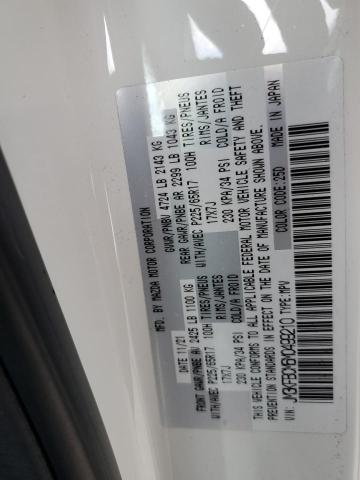 MFD. BY MAZDA MOTOR CORPORATION
DATE 11/21 GVWR/PNBV 4724 LB 2143 KG
FRONT GAWR/PNBE AV 2425 LB 1100 KG REAR GAWR/PNBE AR 2299 LB 1043 KG
WITH/AVEC P225/65R17 100H TIRES/PNEUS WITH/AVEC P225/65R17 100H TIRES/PNEUS
17X7J RIMS/JANTES 17X7J RIMS/JANTES
230 KPA/34 PSI COLD/A FROID 230 KPA/34 PSI COLD/A FROID
THIS VEHICLE CONFORMS TO ALL APPLICABLE FEDERAL MOTOR VEHICLE SAFETY AND THEFT
PREVENTION STANDARDS IN EFFECT ON THE DATE OF MANUFACTURE SHOWN ABOVE.
VIN: TYPE: MPV COLOR CODE: 25D MADE IN JAPAN